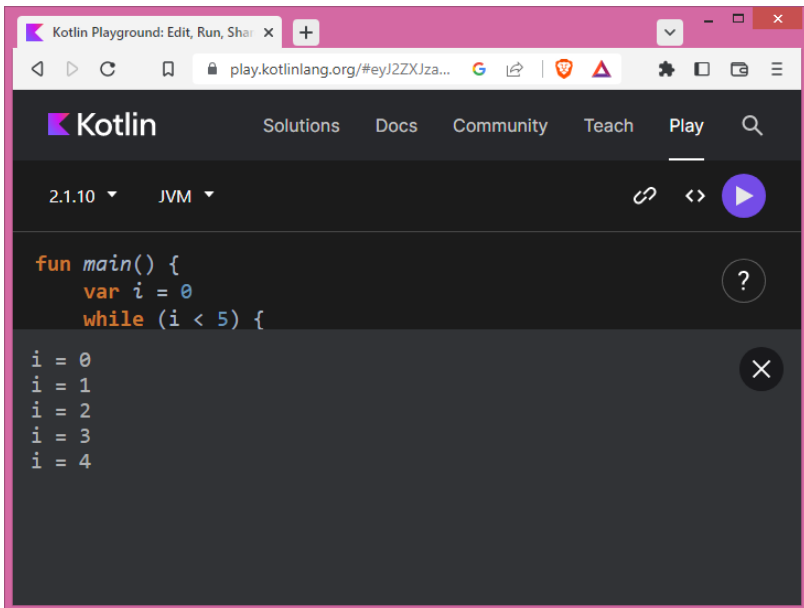 Kotlin Playground: Edit, Run, Shar
play.kotlinlang.org/#eyJ2ZXJza...
Kotlin Solutions Docs Community Teach Play
2.1.10 JVM
fun main() {
    var i = 0
    while (i < 5) {
?
i = 0
i = 1
i = 2
i = 3
i = 4